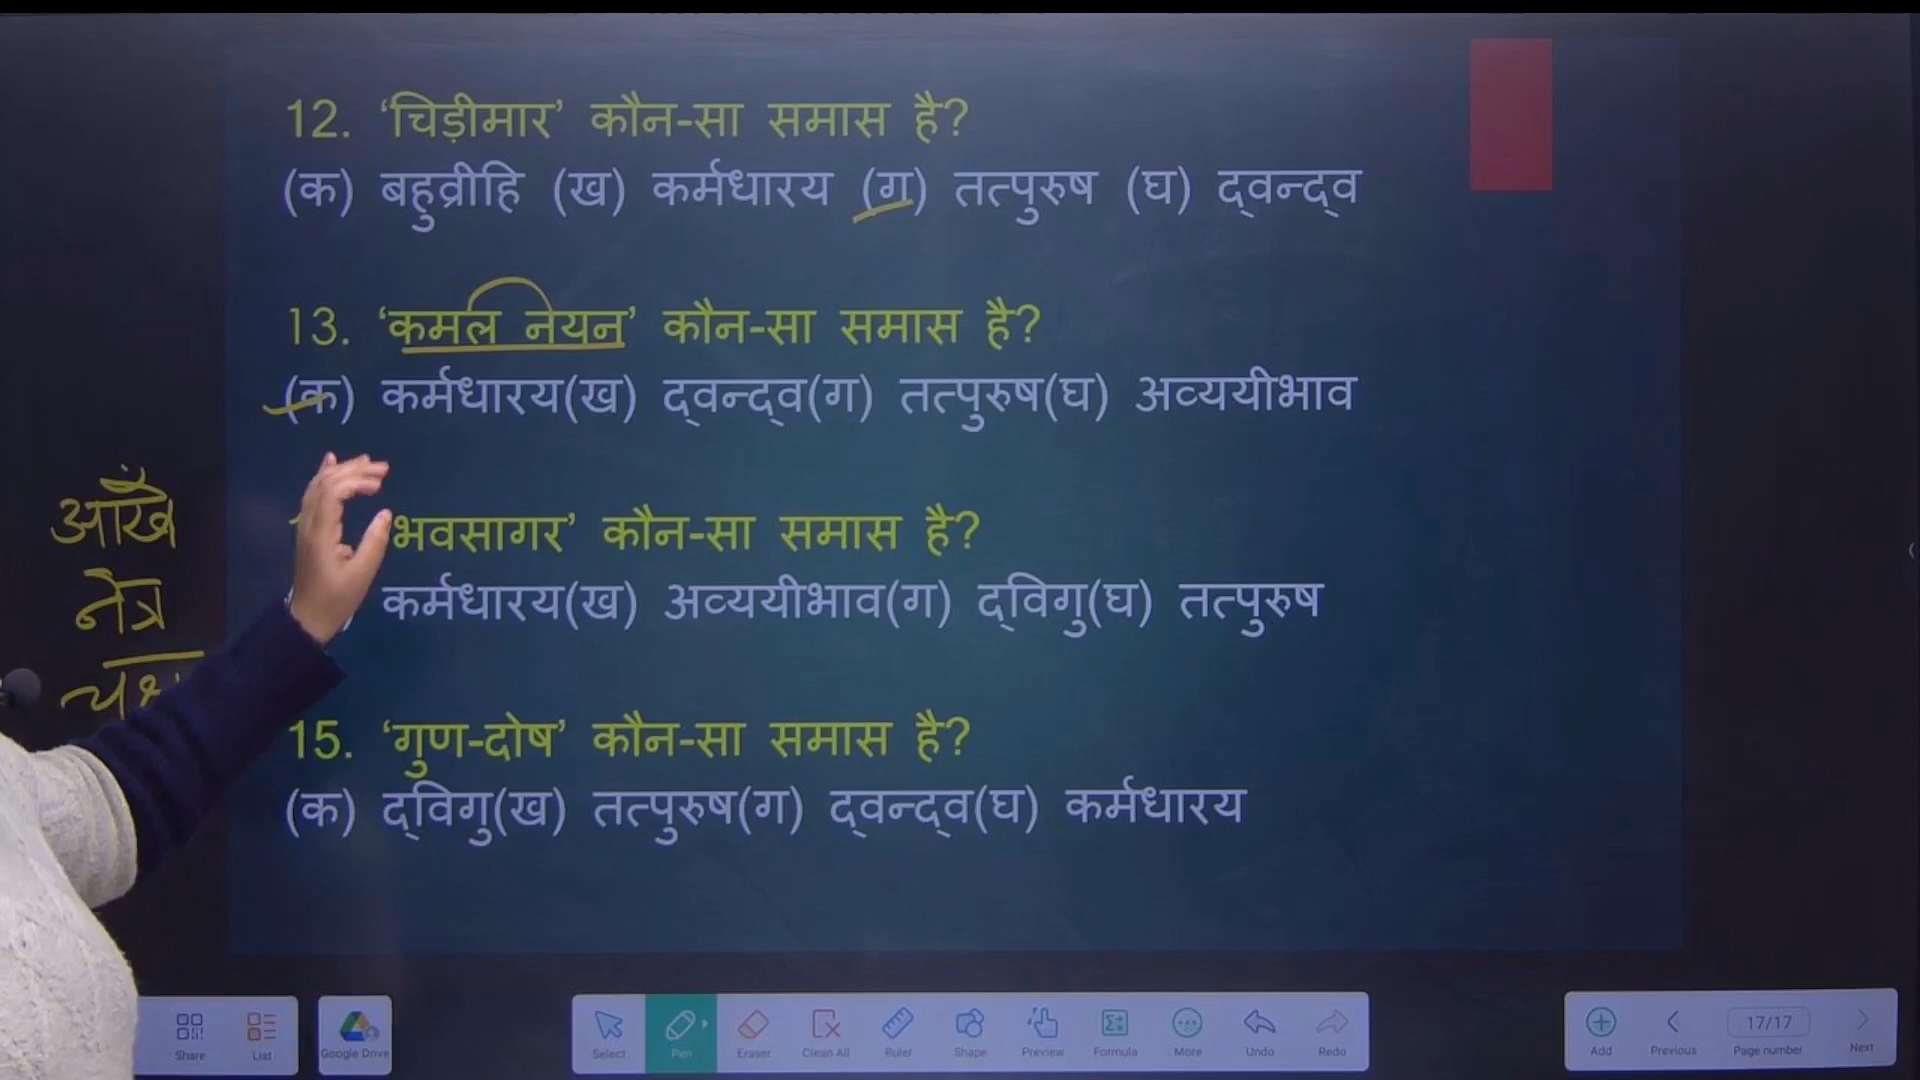 12. ‘चिड़ीमार’ कौन-सा समास है?
(क) बहुव्रीहि (ख) कर्मधारय (ग) तत्पुरुष (घ) द्वन्द्व
13. ‘कमल नयन’ कौन-सा समास है?
(क) कर्मधारय(ख) द्वन्द्व(ग) तत्पुरुष(घ) अव्ययीभाव
आँखें
नेत्र
भवसागर’ कौन-सा समास है?
कर्मधारय(ख) अव्ययीभाव(ग) द्विगु(घ) तत्पुरुष
15. ‘गुण-दोष’ कौन-सा समास है?
(क) द्विगु(ख) तत्पुरुष(ग) द्वन्द्व(घ) कर्मधारय
Share List Google Drive Select Pen Eraser Clean All Ruler Shape Preview Formula More Undo Redo Add Previous 17/17 Page number Next